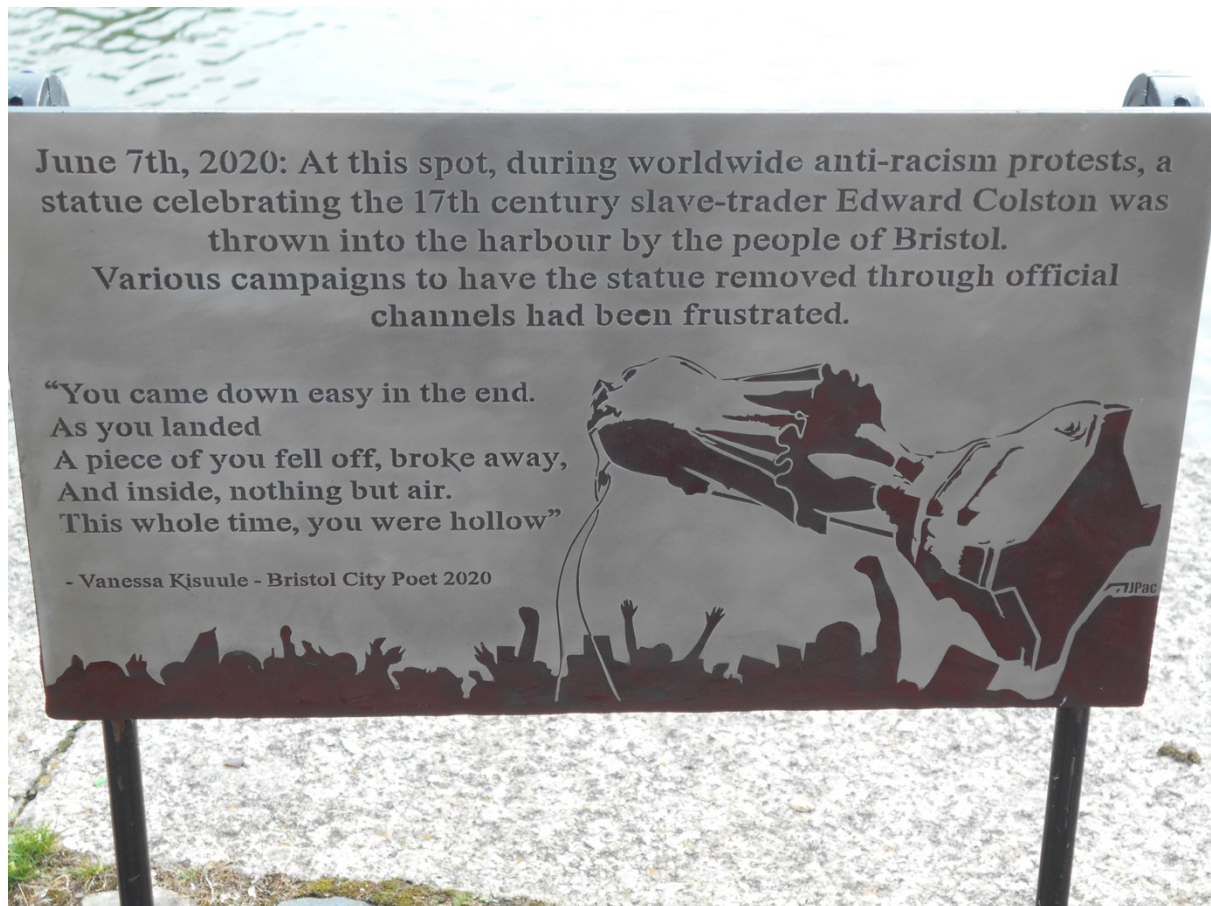 June 7th, 2020: At this spot, during worldwide anti-racism protests, a
statue celebrating the 17th century slave-trader Edward Colston was
thrown into the harbour by the people of Bristol.
Various campaigns to have the statue removed through official
channels had been frustrated.
“You came down easy in the end.
As you landed
A piece of you fell off, broke away,
And inside, nothing but air.
This whole time, you were hollow”
- Vanessa Kisuule - Bristol City Poet 2020
JPac